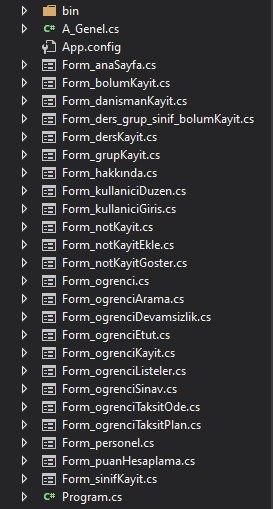 bin
A_Genel.cs
App.config
Form_anaSayfa.cs
Form_bolumKayit.cs
Form_danismanKayit.cs
Form_ders_grup_sinif_bolumKayit.cs
Form_dersKayit.cs
Form_grupKayit.cs
Form_hakkında.cs
Form_kullaniciDuzen.cs
Form_kullaniciGiris.cs
Form_notKayit.cs
Form_notKayitEkle.cs
Form_notKayitGoster.cs
Form_ogrenci.cs
Form_ogrenciArama.cs
Form_ogrenciDevamsizlik.cs
Form_ogrenciEtut.cs
Form_ogrenciKayit.cs
Form_ogrenciListeler.cs
Form_ogrenciSinav.cs
Form_ogrenciTaksitOde.cs
Form_ogrenciTaksitPlan.cs
Form_personel.cs
Form_puanHesaplama.cs
Form_sinifKayit.cs
C# Program.cs